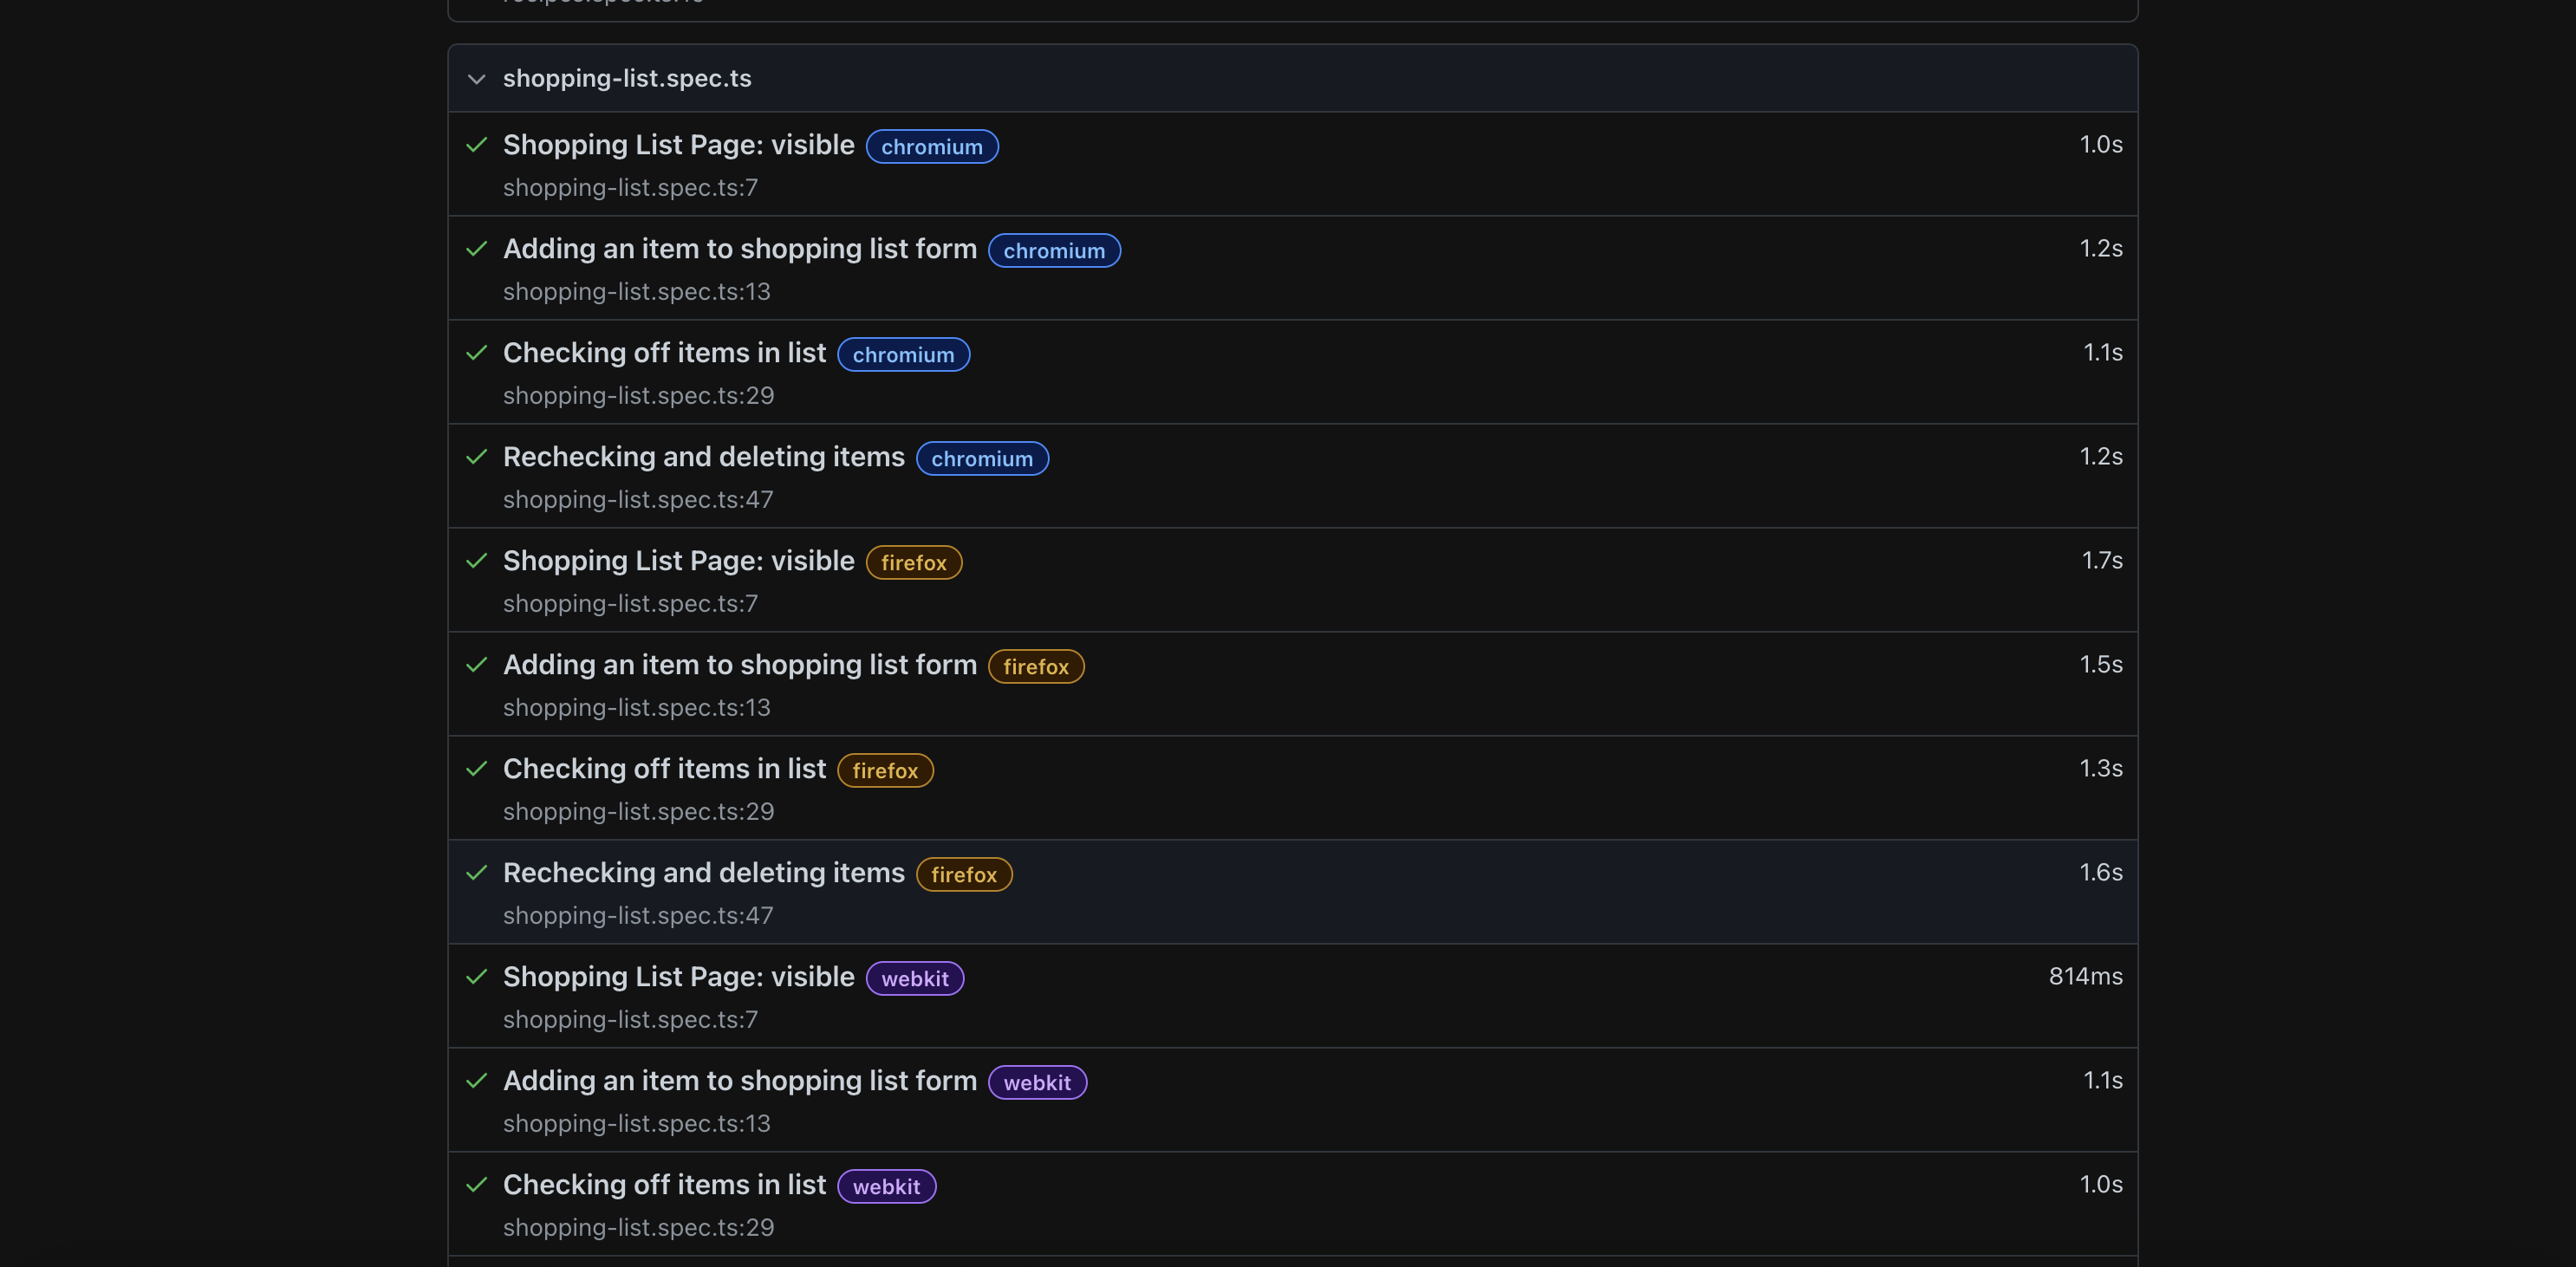 shopping-list.spec.ts
Shopping List Page: visible chromium 1.0s
shopping-list.spec.ts:7
Adding an item to shopping list form chromium 1.2s
shopping-list.spec.ts:13
Checking off items in list chromium 1.1s
shopping-list.spec.ts:29
Rechecking and deleting items chromium 1.2s
shopping-list.spec.ts:47
Shopping List Page: visible firefox 1.7s
shopping-list.spec.ts:7
Adding an item to shopping list form firefox 1.5s
shopping-list.spec.ts:13
Checking off items in list firefox 1.3s
shopping-list.spec.ts:29
Rechecking and deleting items firefox 1.6s
shopping-list.spec.ts:47
Shopping List Page: visible webkit 814ms
shopping-list.spec.ts:7
Adding an item to shopping list form webkit 1.1s
shopping-list.spec.ts:13
Checking off items in list webkit 1.0s
shopping-list.spec.ts:29